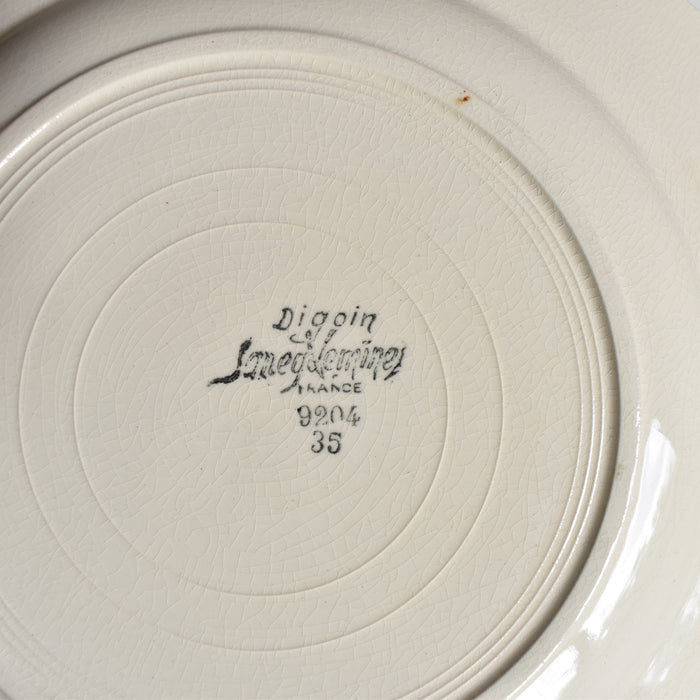 Digoin
&
Sarreguemines
FRANCE
9204
35